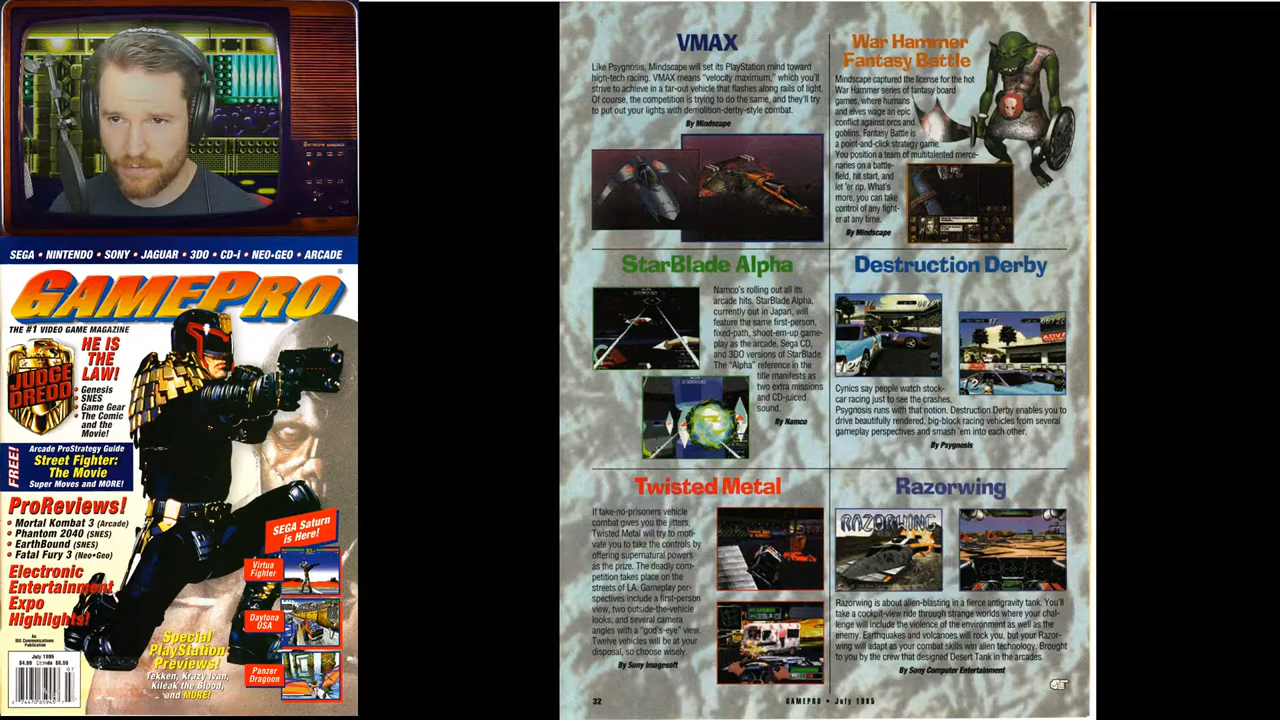 SEGA • NINTENDO • SONY • JAGUAR • 3DO • CD-i • NEO•GEO • ARCADE
GAMEPRO
THE #1 VIDEO GAME MAGAZINE
HE IS
THE
LAW!
JUDGE
DREDD
• Genesis
• SNES
• Game Gear
• The Comic
and the
Movie!
FREE!
Arcade ProStrategy Guide
Street Fighter:
The Movie
Super Moves and MORE!
ProReviews!
• Mortal Kombat 3 (Arcade)
• Phantom 2040 (SNES)
• EarthBound (SNES)
• Fatal Fury 3 (Neo•Geo)
Electronic
Entertainment
Expo
Highlights!
An
IDG Communications
Publication
July 1995
$4.99 Canada $6.50
SEGA Saturn
is Here!
Virtua
Fighter
Daytona
USA
Panzer
Dragoon
Special
PlayStation
Previews!
Tekken, Krazy Ivan,
Kileak the Blood,
and MORE!
VMAX
Like Psygnosis, Mindscape will set its PlayStation mind toward
high-tech racing. VMAX means "velocity maximum," which you'll
strive to achieve in a far-out vehicle that flashes along rails of light.
Of course, the competition is trying to do the same, and they'll try
to put out your lights with demolition-derby-style combat.
By Mindscape
War Hammer
Fantasy Battle
Mindscape captured the license for the hot
War Hammer series of fantasy board
games, where humans
and elves wage an epic
conflict against orcs and
goblins. Fantasy Battle is
a point-and-click strategy game.
You position a team of multitalented merce-
naries on a battle-
field, hit start, and
let 'er rip. What's
more, you can take
control of any fight-
er at any time.
By Mindscape
StarBlade Alpha
Namco's rolling out all its
arcade hits. StarBlade Alpha,
currently out in Japan, will
feature the same first-person,
fixed-path, shoot-em-up game-
play as the arcade, Sega CD,
and 3DO versions of StarBlade.
The "Alpha" reference in the
title manifests as
two extra missions
and CD-juiced
sound.
By Namco
Destruction Derby
Cynics say people watch stock-
car racing just to see the crashes.
Psygnosis runs with that notion. Destruction Derby enables you to
drive beautifully rendered, big-block racing vehicles from several
gameplay perspectives and smash 'em into each other.
By Psygnosis
Twisted Metal
If take-no-prisoners vehicle
combat gives you the jitters,
Twisted Metal will try to moti-
vate you to take the controls by
offering supernatural powers
as the prize. The deadly com-
petition takes place on the
streets of LA. Gameplay per-
spectives include a first-person
view, two outside-the-vehicle
looks, and several camera
angles with a "god's-eye" view.
Twelve vehicles will be at your
disposal, so choose wisely.
By Sony Imagesoft
Razorwing
RAZORWING
Razorwing is about alien-blasting in a fierce antigravity tank. You'll
take a cockpit-view ride through strange worlds where your chal-
lenge will include the violence of the environment as well as the
enemy. Earthquakes and volcanoes will rock you, but your Razor-
wing will adapt as your combat skills win alien technology. Brought
to you by the crew that designed Desert Tank in the arcades.
By Sony Computer Entertainment
32
GAMEPRO • July 1995